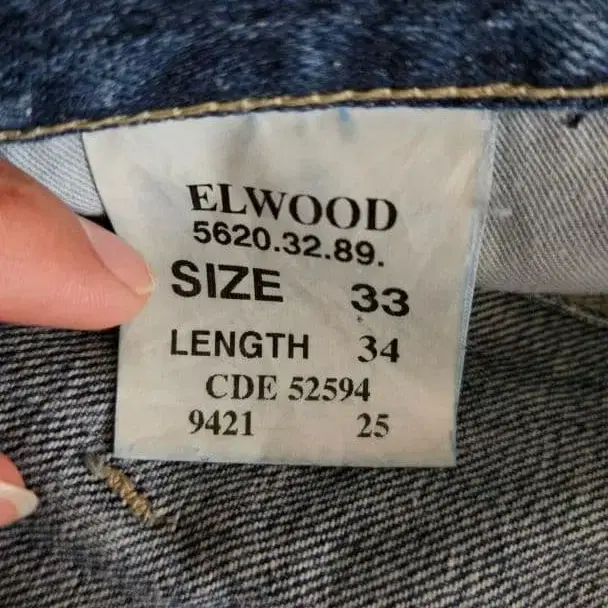 ELWOOD
5620.32.89.
SIZE 33
LENGTH 34
CDE 52594
9421 25